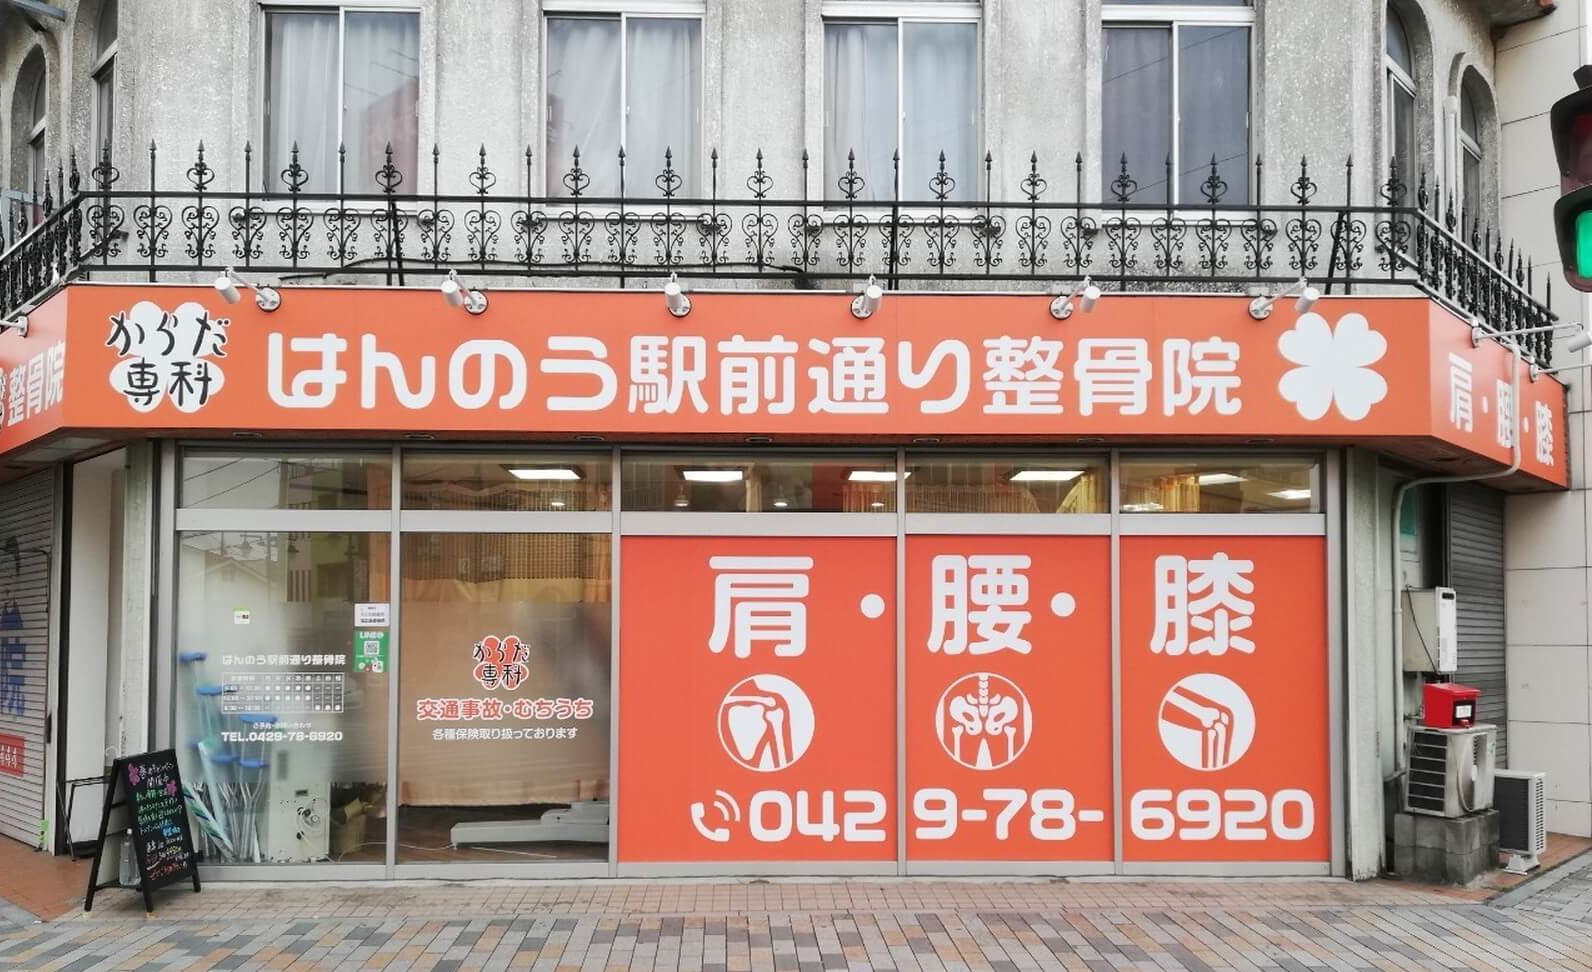 整骨院
からだ
専科
はんのう駅前通り整骨院
肩・腰・膝
肩・腰・膝
0429-78-6920
LINE@
はんのう駅前通り整骨院
TEL.0429-78-6920
からだ
専科
交通事故・むちうち
各種保険取り扱っております
院